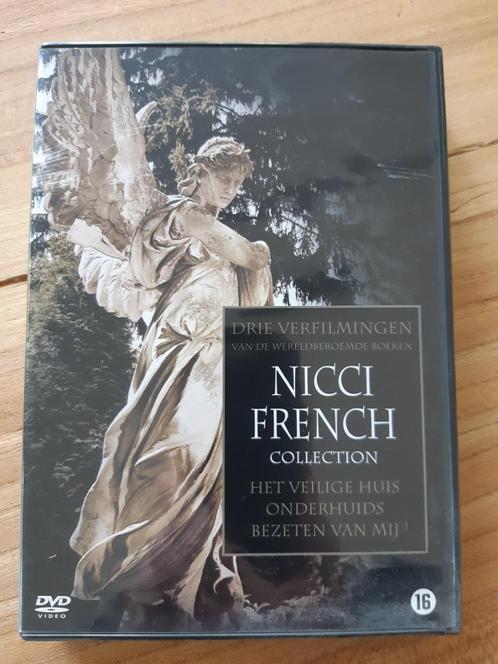 DRIE VERFILMINGEN
VAN DE WERELDBEROEMDE BOEKEN
NICCI
FRENCH
COLLECTION
HET VEILIGE HUIS
ONDERHUIDS
BEZETEN VAN MIJ
DVD
VIDEO
16